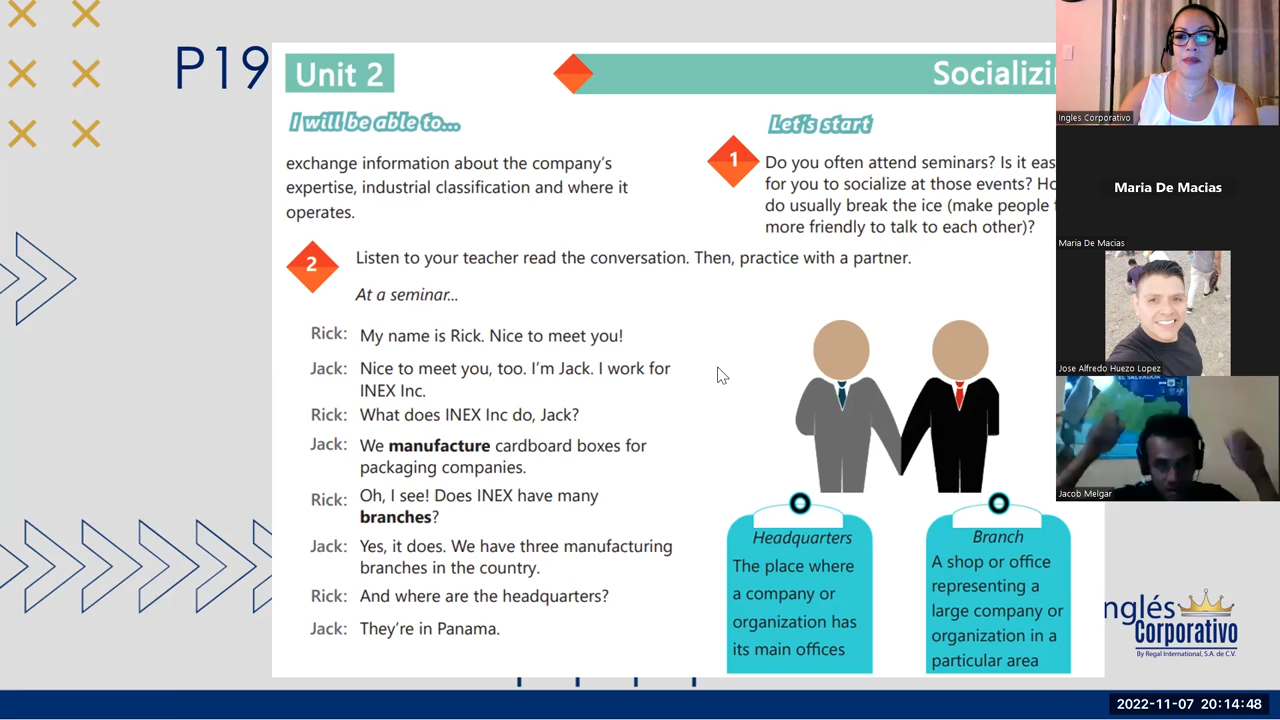 P19
Unit 2
Socializi
I will be able to...
exchange information about the company's
expertise, industrial classification and where it
operates.
Let's start
1
Do you often attend seminars? Is it eas
for you to socialize at those events? Ho
do usually break the ice (make people
more friendly to talk to each other)?
2
Listen to your teacher read the conversation. Then, practice with a partner.
At a seminar...
Rick: My name is Rick. Nice to meet you!
Jack: Nice to meet you, too. I'm Jack. I work for
INEX Inc.
Rick: What does INEX Inc do, Jack?
Jack: We manufacture cardboard boxes for
packaging companies.
Rick: Oh, I see! Does INEX have many
branches?
Jack: Yes, it does. We have three manufacturing
branches in the country.
Rick: And where are the headquarters?
Jack: They're in Panama.
Headquarters
The place where
a company or
organization has
its main offices
Branch
A shop or office
representing a
large company or
organization in a
particular area
Ingles Corporativo
Maria De Macias
Maria De Macias
Jose Alfredo Huezo Lopez
EL SALVADOR
Jacob Melgar
nglés
Corporativo
By Regal International, S.A. de C.V.
2022-11-07 20:14:48